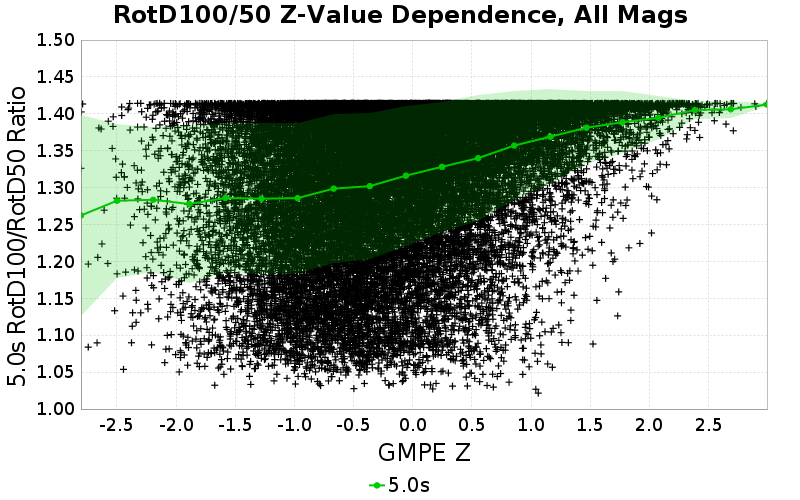 RotD100/50 Z-Value Dependence, All Mags
5.0s RotD100/RotD50 Ratio
1.50
1.45
1.40
1.35
1.30
1.25
1.20
1.15
1.10
1.05
1.00
-2.5 -2.0 -1.5 -1.0 -0.5 0.0 0.5 1.0 1.5 2.0 2.5
GMPE Z
5.0s